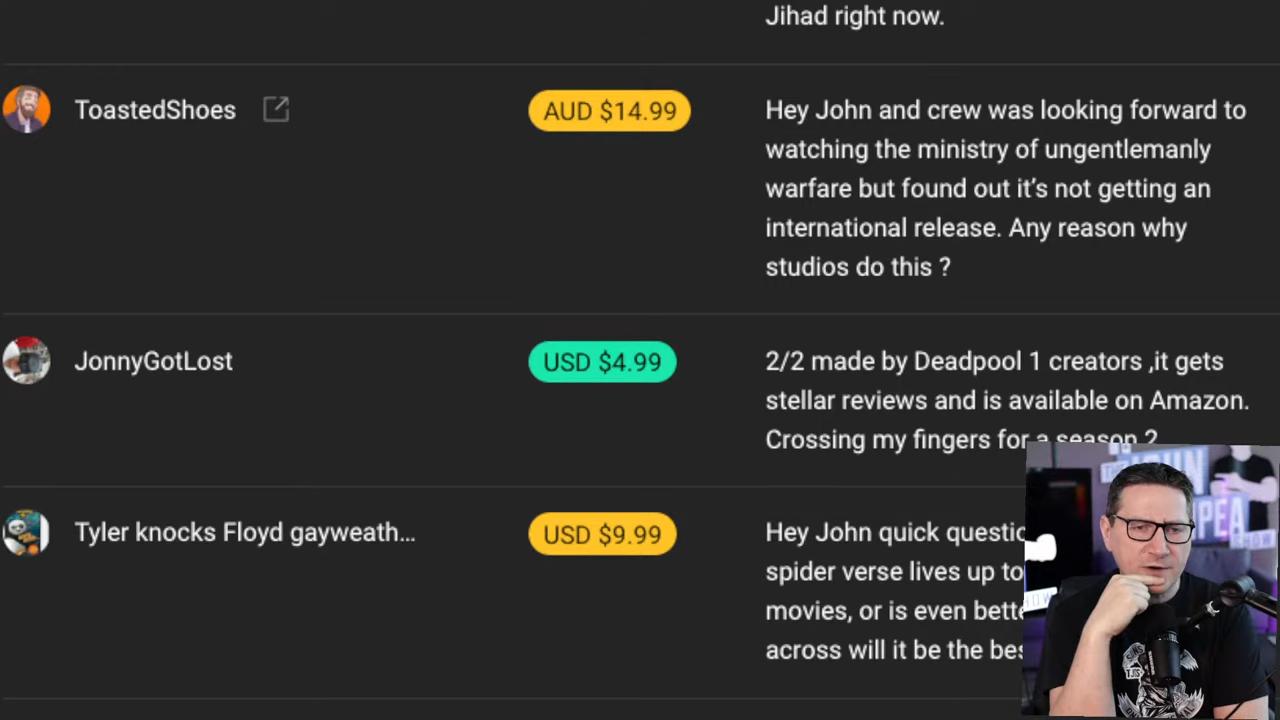 Jihad right now.
ToastedShoes
AUD $14.99
Hey John and crew was looking forward to
watching the ministry of ungentlemanly
warfare but found out it’s not getting an
international release. Any reason why
studios do this ?
JonnyGotLost
USD $4.99
2/2 made by Deadpool 1 creators ,it gets
stellar reviews and is available on Amazon.
Crossing my fingers for a season 2
Tyler knocks Floyd gayweath...
USD $9.99
Hey John quick
spider verse lives up to
movies, or is even
across will it be the